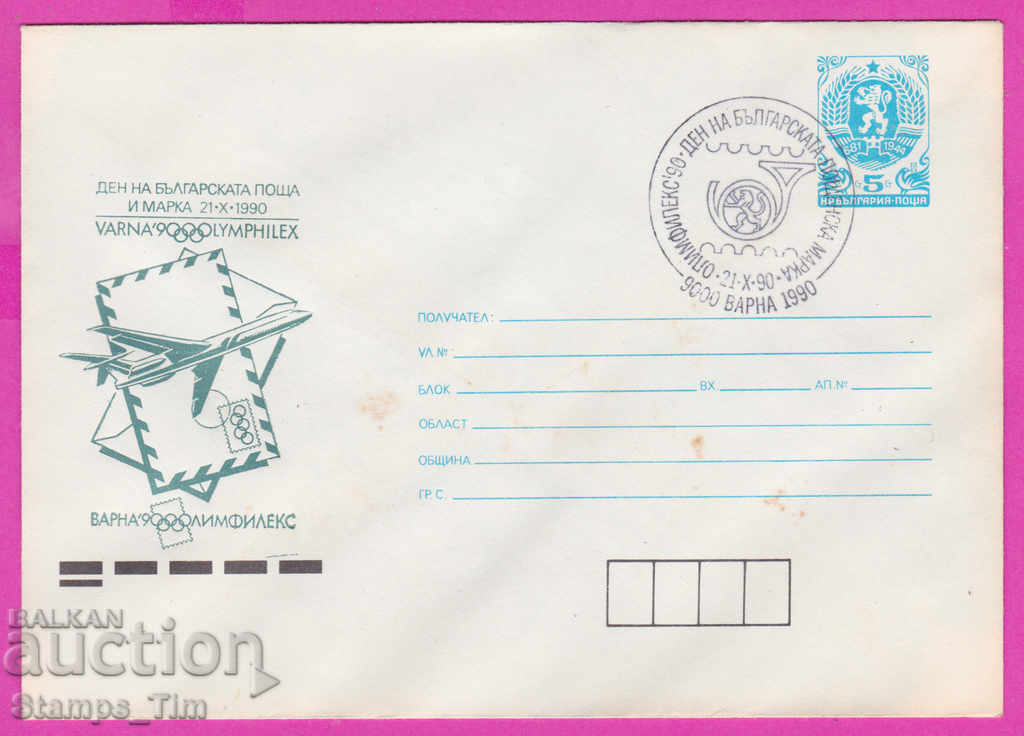 ДЕН НА БЪЛГАРСКАТА ПОЩА
И МАРКА 21•X•1990
VARNA'90 OLYMPHILEX
ВАРНА'90 ОЛИМФИЛЕКС
681 1944
5
НР БЪЛГАРИЯ•ПОЩА
ОЛИМФИЛЕКС'90•ДЕН НА БЪЛГАРСКАТА МАРКА
•21•X•90•
9000 ВАРНА 1990
ПОЛУЧАТЕЛ:
УЛ.№
БЛОК ВХ. АП.№
ОБЛАСТ
ОБЩИНА
ГР. С.
BALKAN
auction
Stamps_Tim